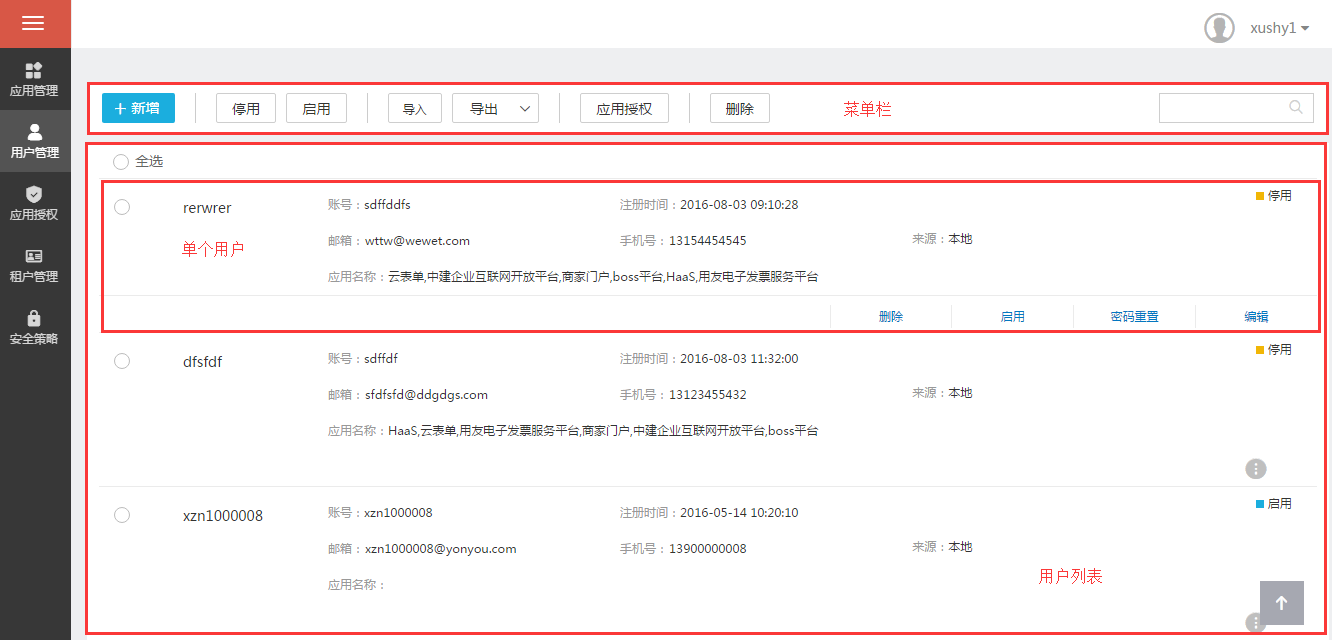 xushy1
应用管理
用户管理
应用授权
租户管理
安全策略
+ 新增
停用
启用
导入
导出
应用授权
删除
菜单栏
全选
rerwrer
单个用户
账号：sdffddfs
注册时间：2016-08-03 09:10:28
停用
邮箱：wttw@wewet.com
手机号：13154454545
来源：本地
应用名称：云表单,中建企业互联网开放平台,商家门户,boss平台,HaaS,用友电子发票服务平台
删除
启用
密码重置
编辑
dfsfdf
账号：sdffdf
注册时间：2016-08-03 11:32:00
停用
邮箱：sfdfsfd@ddgdgs.com
手机号：13123455432
来源：本地
应用名称：HaaS,云表单,用友电子发票服务平台,商家门户,中建企业互联网开放平台,boss平台
xzn1000008
账号：xzn1000008
注册时间：2016-05-14 10:20:10
启用
邮箱：xzn1000008@yonyou.com
手机号：13900000008
来源：本地
应用名称：
用户列表